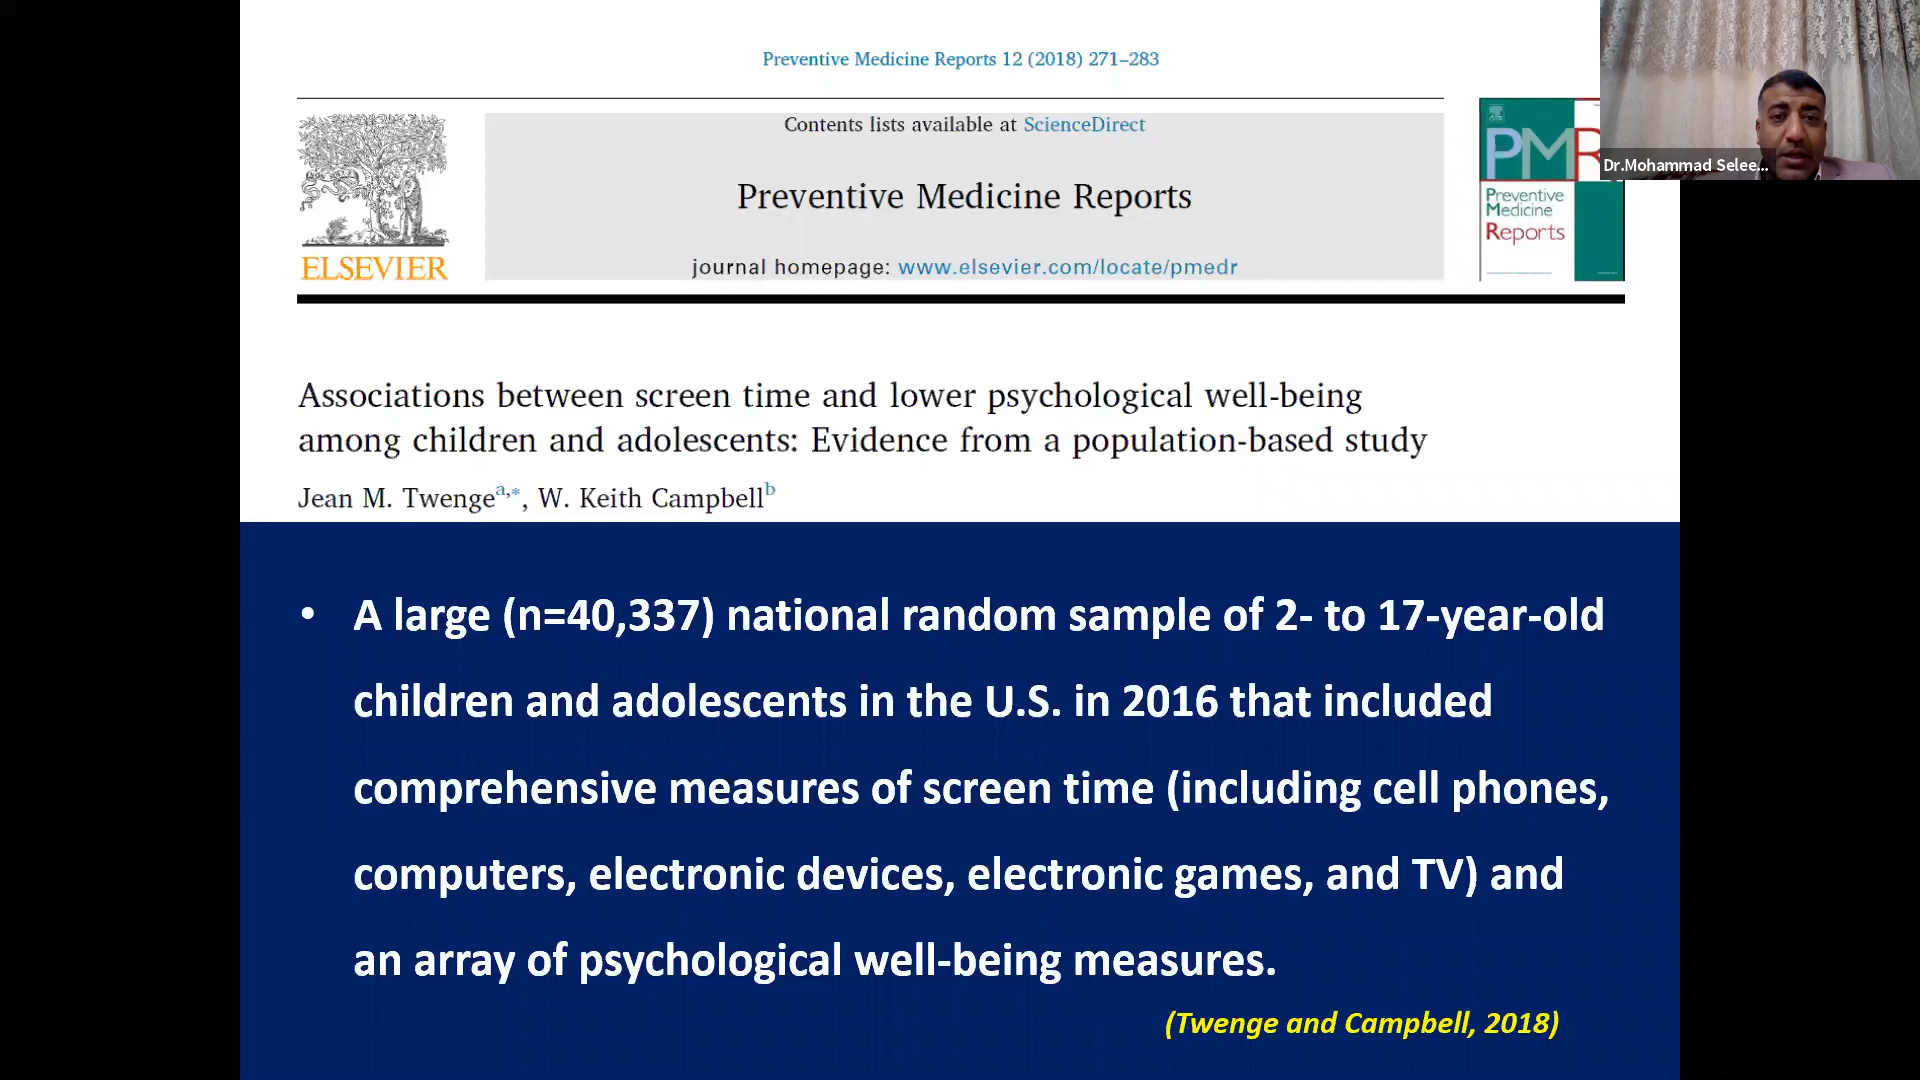 Preventive Medicine Reports 12 (2018) 271–283
Contents lists available at ScienceDirect
Preventive Medicine Reports
journal homepage: www.elsevier.com/locate/pmedr
ELSEVIER
PMR
Preventive
Medicine
Reports
Dr.Mohammad Selee...
Associations between screen time and lower psychological well-being
among children and adolescents: Evidence from a population-based study
Jean M. Twenge a,*, W. Keith Campbell b
• A large (n=40,337) national random sample of 2- to 17-year-old
children and adolescents in the U.S. in 2016 that included
comprehensive measures of screen time (including cell phones,
computers, electronic devices, electronic games, and TV) and
an array of psychological well-being measures.
(Twenge and Campbell, 2018)